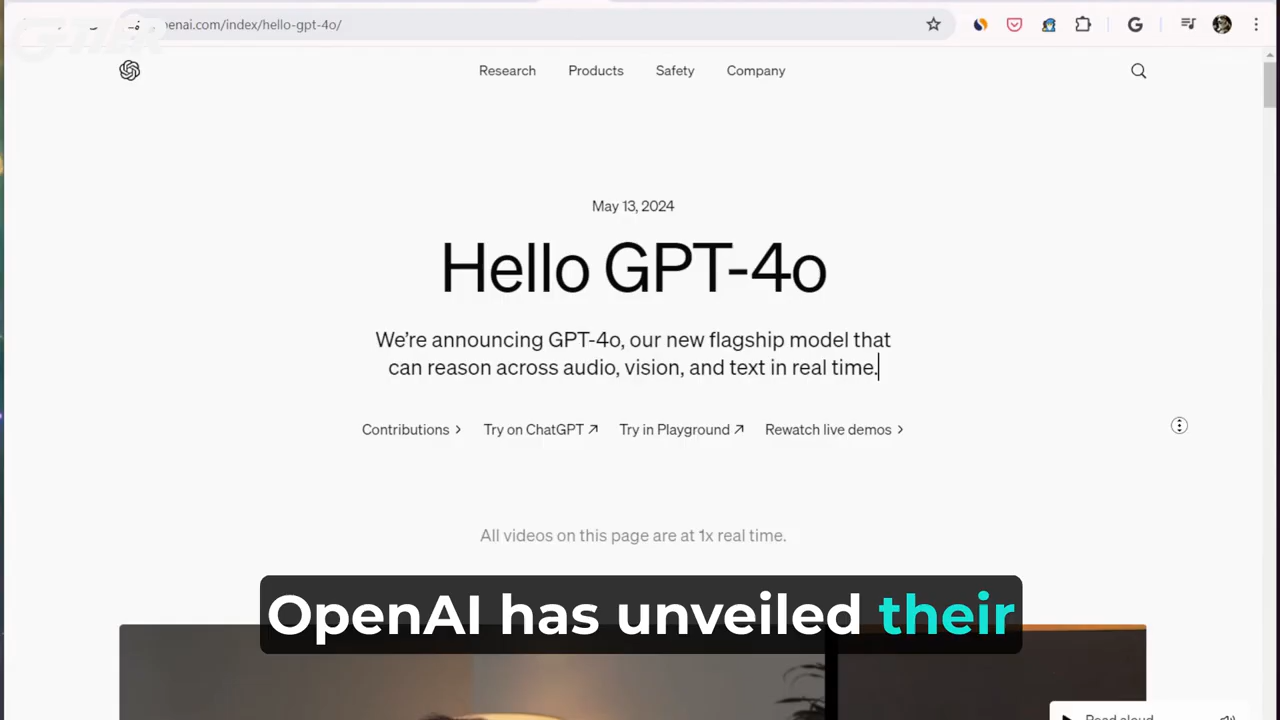 enai.com/index/hello-gpt-4o/
Research Products Safety Company
May 13, 2024
Hello GPT-4o
We're announcing GPT-4o, our new flagship model that
can reason across audio, vision, and text in real time.
Contributions Try on ChatGPT Try in Playground Rewatch live demos
All videos on this page are at 1x real time.
OpenAI has unveiled their
Read aloud